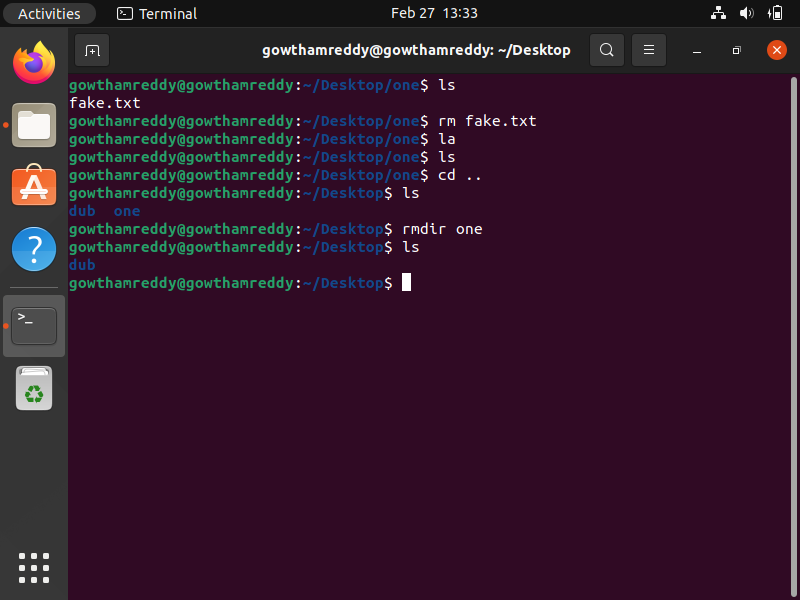 Activities Terminal Feb 27 13:33
gowthamreddy@gowthamreddy: ~/Desktop
gowthamreddy@gowthamreddy:~/Desktop/one$ ls
fake.txt
gowthamreddy@gowthamreddy:~/Desktop/one$ rm fake.txt
gowthamreddy@gowthamreddy:~/Desktop/one$ la
gowthamreddy@gowthamreddy:~/Desktop/one$ ls
gowthamreddy@gowthamreddy:~/Desktop/one$ cd ..
gowthamreddy@gowthamreddy:~/Desktop$ ls
dub  one
gowthamreddy@gowthamreddy:~/Desktop$ rmdir one
gowthamreddy@gowthamreddy:~/Desktop$ ls
dub
gowthamreddy@gowthamreddy:~/Desktop$